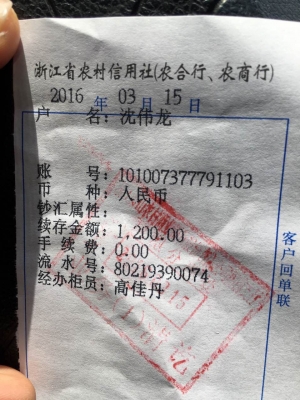 浙江省农村信用社(农合行、农商行)
2016 年 03 月 15 日
户 名: 沈伟龙
账 号: 101007377791103
币 种: 人民币
钞汇属性:
续存金额: 1,200.00
手 续 费: 0.00
流 水 号: 80219390074
经办柜员: 高佳丹
客户回单联